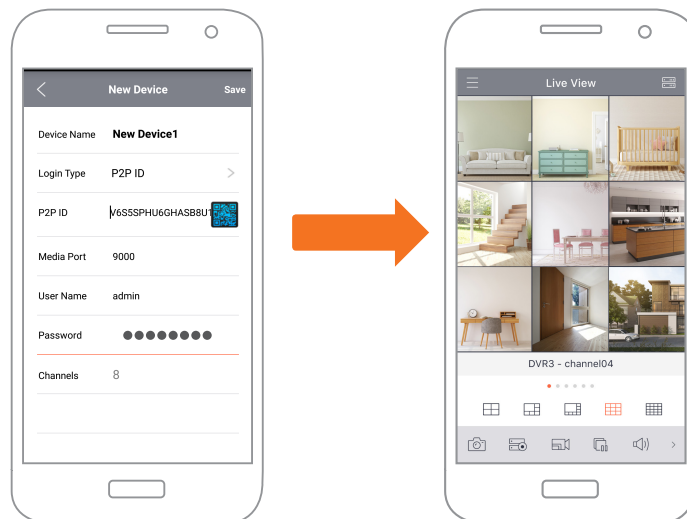 New Device
Save
Device Name New Device1
Login Type P2P ID
P2P ID V6S5SPHU6GHASB8U1
Media Port 9000
User Name admin
Password
Channels 8
Live View
DVR3 - channel04